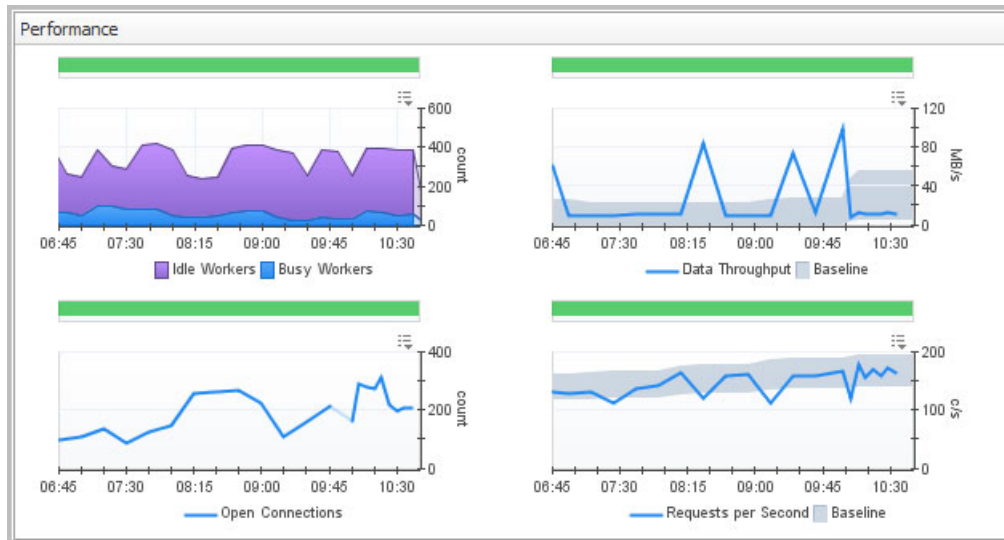 Performance
600
400
200
0
count
06:45 07:30 08:15 09:00 09:45 10:30
Idle Workers Busy Workers
120
80
40
0
MB/s
06:45 07:30 08:15 09:00 09:45 10:30
Data Throughput Baseline
400
200
0
count
06:45 07:30 08:15 09:00 09:45 10:30
Open Connections
200
100
0
c/s
06:45 07:30 08:15 09:00 09:45 10:30
Requests per Second Baseline